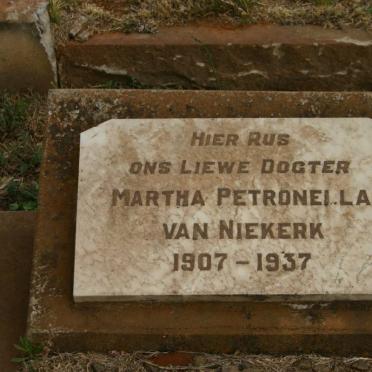 HIER RUS
ONS LIEWE DOGTER
MARTHA PETRONELLA
VAN NIEKERK
1907 – 1937